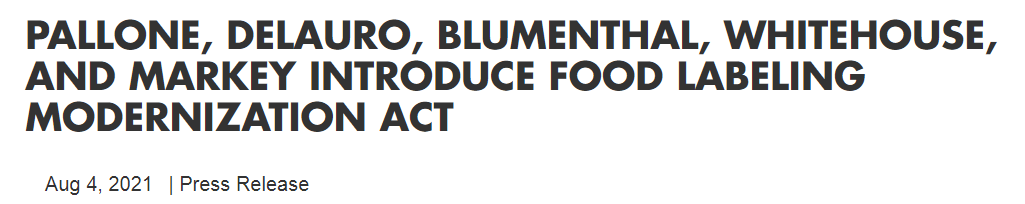 PALLONE, DELAURO, BLUMENTHAL, WHITEHOUSE,
AND MARKEY INTRODUCE FOOD LABELING
MODERNIZATION ACT
Aug 4, 2021 | Press Release